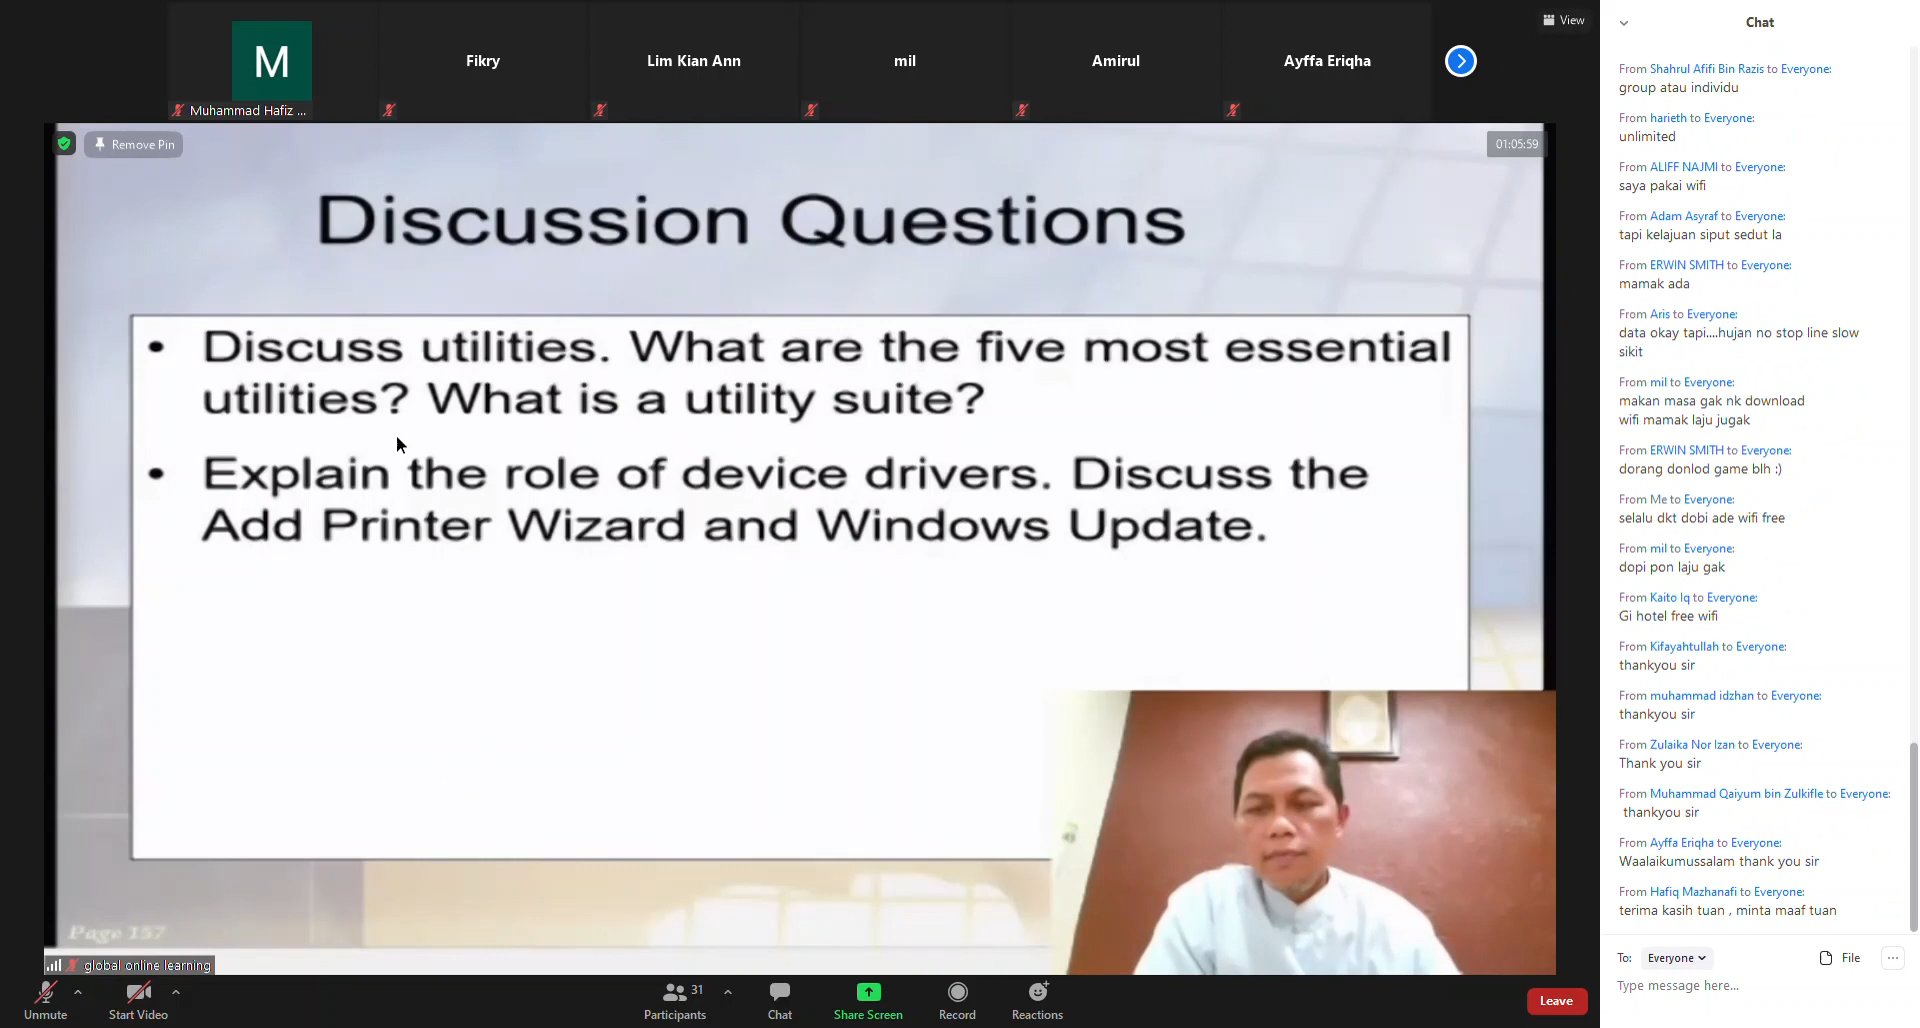 View
M
Muhammad Hafiz ...
Fikry
Lim Kian Ann
mil
Amirul
Ayffa Eriqha
Remove Pin
01:05:59
Discussion Questions
• Discuss utilities. What are the five most essential
utilities? What is a utility suite?
• Explain the role of device drivers. Discuss the
Add Printer Wizard and Windows Update.
Page 157
global online learning
Unmute
Start Video
31
Participants
Chat
Share Screen
Record
Reactions
Leave
Chat
From Shahrul Afifi Bin Razis to Everyone:
group atau individu
From harieth to Everyone:
unlimited
From ALIFF NAJMI to Everyone:
saya pakai wifi
From Adam Asyraf to Everyone:
tapi kelajuan siput sedut la
From ERWIN SMITH to Everyone:
mamak ada
From Aris to Everyone:
data okay tapi....hujan no stop line slow
sikit
From mil to Everyone:
makan masa gak nk download
wifi mamak laju jugak
From ERWIN SMITH to Everyone:
dorang donlod game blh :)
From Me to Everyone:
selalu dkt dobi ade wifi free
From mil to Everyone:
dopi pon laju gak
From Kaito Iq to Everyone:
Gi hotel free wifi
From Kifayahtullah to Everyone:
thankyou sir
From muhammad idzhan to Everyone:
thankyou sir
From Zulaika Nor Izan to Everyone:
Thank you sir
From Muhammad Qaiyum bin Zulkifle to Everyone:
thankyou sir
From Ayffa Eriqha to Everyone:
Waalaikumussalam thank you sir
From Hafiq Mazhanafi to Everyone:
terima kasih tuan , minta maaf tuan
To: Everyone
File
...
Type message here...